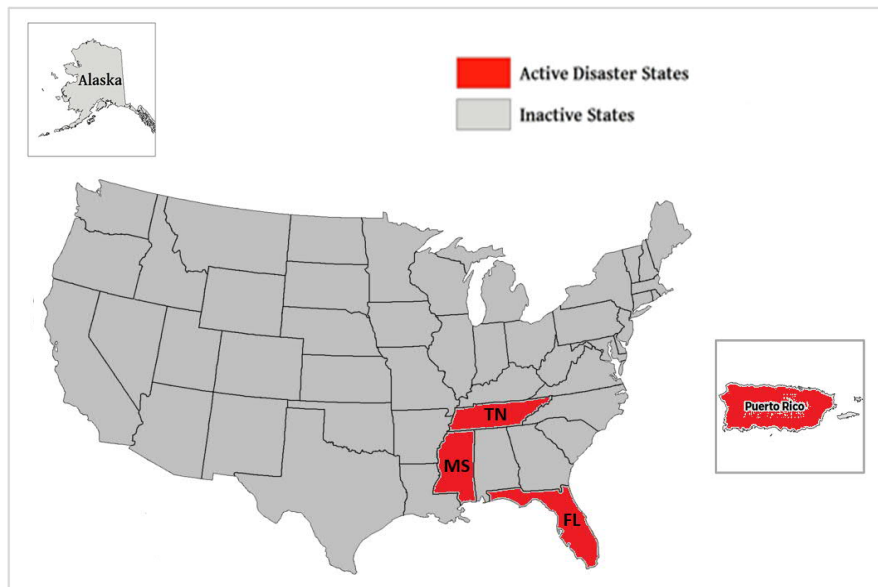 Alaska
Active Disaster States
Inactive States
TN
MS
FL
Puerto Rico